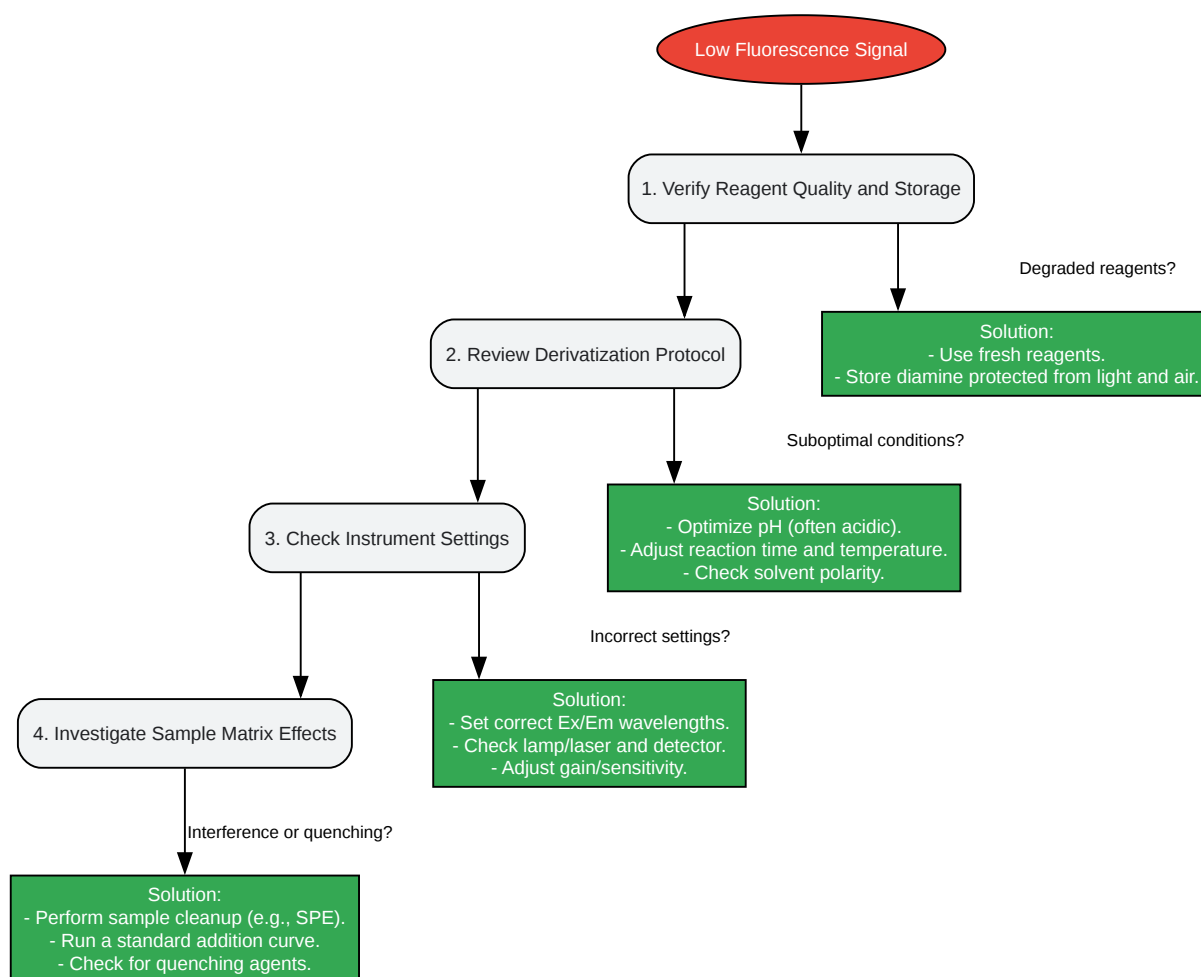 Low Fluorescence Signal
1. Verify Reagent Quality and Storage
Degraded reagents?
Solution:
- Use fresh reagents.
- Store diamine protected from light and air.
2. Review Derivatization Protocol
Suboptimal conditions?
Solution:
- Optimize pH (often acidic).
- Adjust reaction time and temperature.
- Check solvent polarity.
3. Check Instrument Settings
Incorrect settings?
Solution:
- Set correct Ex/Em wavelengths.
- Check lamp/laser and detector.
- Adjust gain/sensitivity.
4. Investigate Sample Matrix Effects
Interference or quenching?
Solution:
- Perform sample cleanup (e.g., SPE).
- Run a standard addition curve.
- Check for quenching agents.